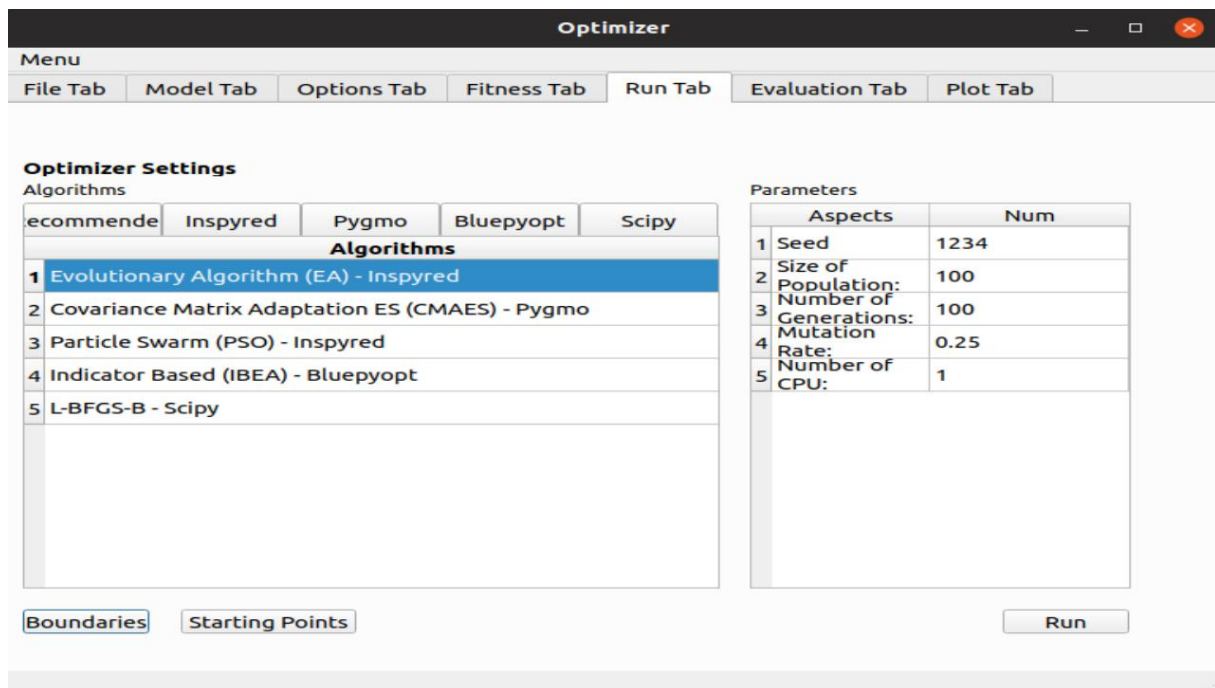 Optimizer
Menu
File Tab Model Tab Options Tab Fitness Tab Run Tab Evaluation Tab Plot Tab
Optimizer Settings
Algorithms Parameters
ecommende Inspyred Pygmo Bluepyopt Scipy
Aspects Num
Algorithms
1 Evolutionary Algorithm (EA) - Inspyred
2 Covariance Matrix Adaptation ES (CMAES) - Pygmo
3 Particle Swarm (PSO) - Inspyred
4 Indicator Based (IBEA) - Bluepyopt
5 L-BFGS-B - Scipy
1 Seed 1234
2 Size of
Population: 100
3 Number of
Generations: 100
4 Mutation
Rate: 0.25
5 Number of
CPU: 1
Boundaries Starting Points Run